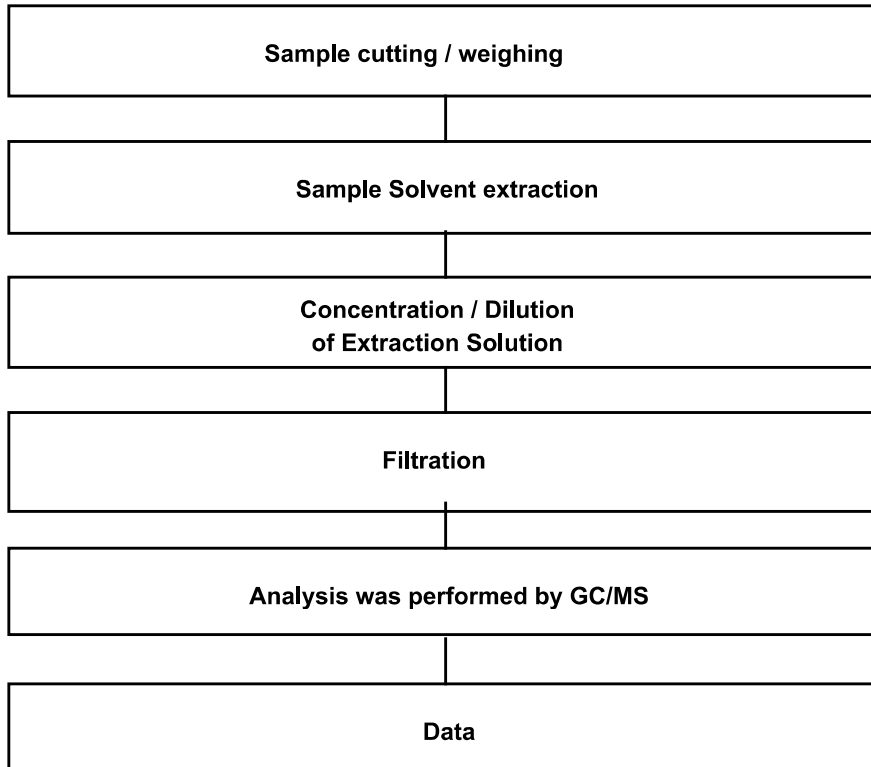 Sample cutting / weighing
Sample Solvent extraction
Concentration / Dilution
of Extraction Solution
Filtration
Analysis was performed by GC/MS
Data